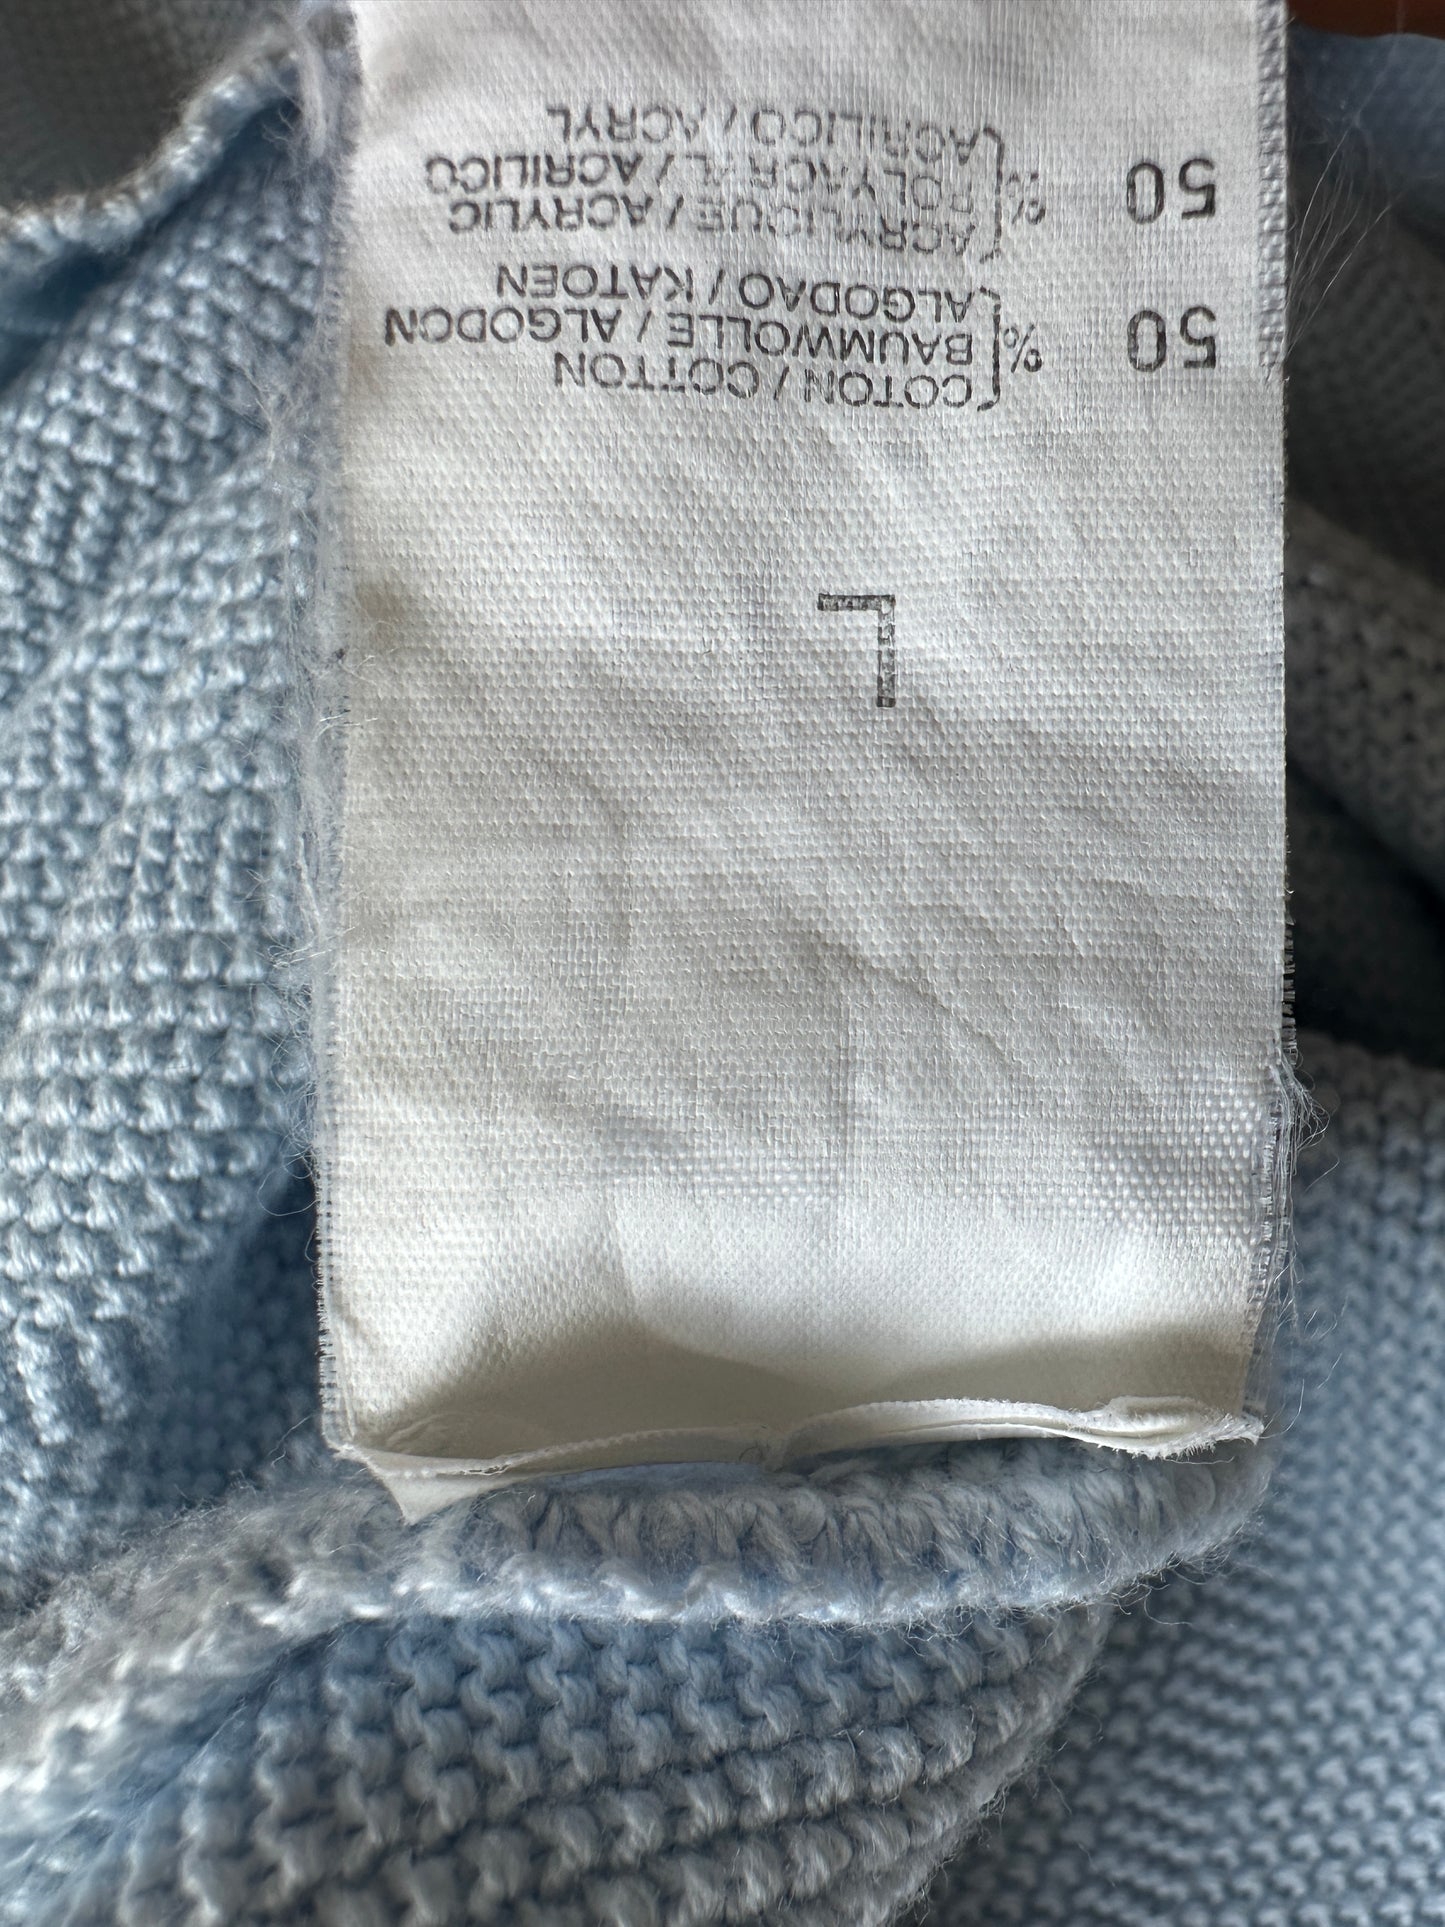 L
COTON / COTTON
50 % BAUMWOLLE / ALGODON
ALGODAO / KATOEN
ACRYLIQUE / ACRYLIC
50 % POLYACRYL / ACRILICO
ACRILICO / ACRYL